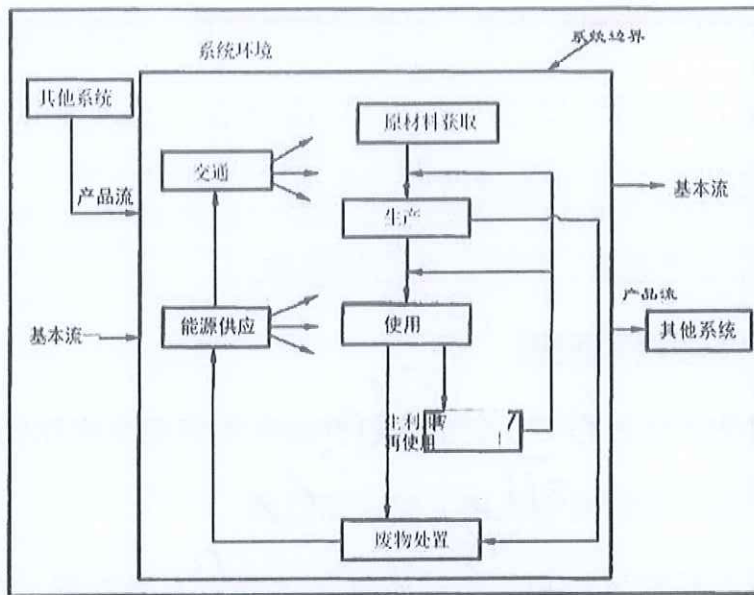 系统环境
系统边界
其他系统
原材料获取
交通
产品流
基本流
生产
产品流
能源供应
使用
基本流
其他系统
生利
再使用
废物处置